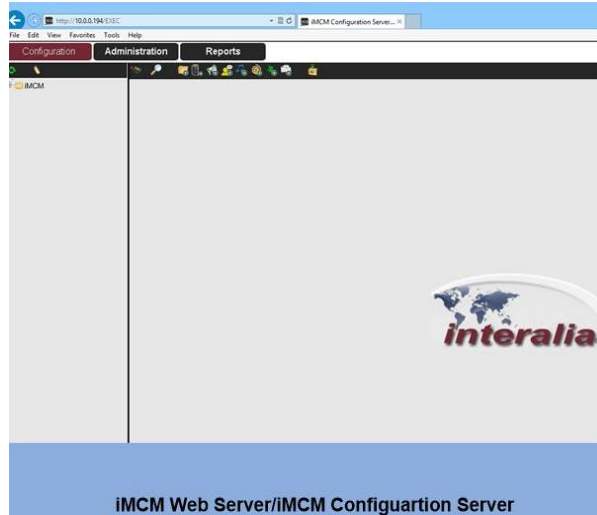 http://10.0.0.194/EXEC
iMCM Configuration Server...
File Edit View Favorites Tools Help
Configuration Administration Reports
iMCM
interalia
iMCM Web Server/iMCM Configuartion Server